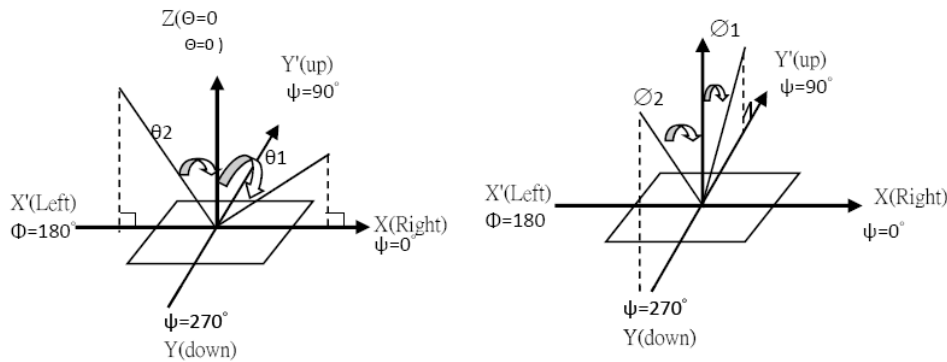 Z(Θ=0
Θ=0 )
Y'(up)
ψ=90°
θ2
θ1
X'(Left)
Φ=180°
X(Right)
ψ=0°
ψ=270°
Y(down)
∅1
Y'(up)
ψ=90°
∅2
X'(Left)
Φ=180
X(Right)
ψ=0°
ψ=270°
Y(down)